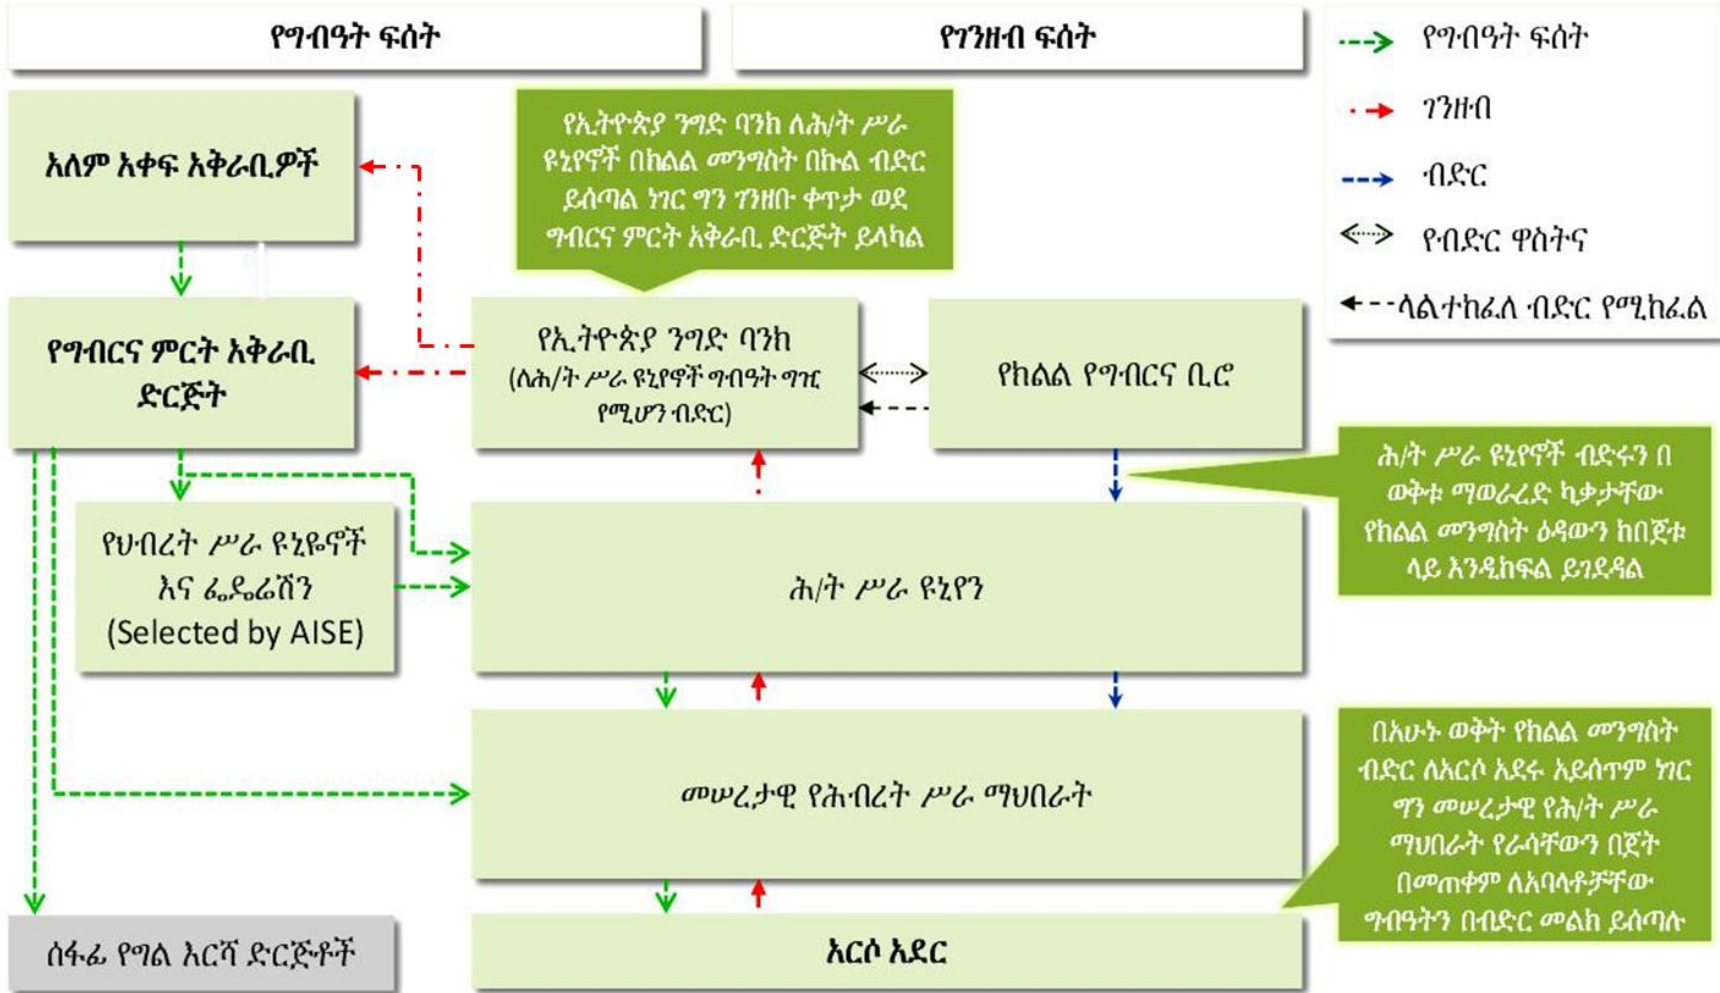 የግብዓት ፍሰት
የገንዘብ ፍሰት
የግብዓት ፍሰት
ገንዘብ
ብድር
የብድር ዋስትና
ላልተከፈለ ብድር የሚከፈል
አለም አቀፍ አቅራቢዎች
የኢትዮጵያ ንግድ ባንክ ለሕ/ት ሥራ
ዩኒየኖች በክልል መንግስት በኩል ብድር
ይሰጣል ነገር ግን ገንዘቡ ቀጥታ ወደ
ግብርና ምርት አቅራቢ ድርጅት ይላካል
የግብርና ምርት አቅራቢ
ድርጅት
የኢትዮጵያ ንግድ ባንክ
(ለሕ/ት ሥራ ዩኒየኖች ግብዓት ግዢ
የሚሆን ብድር)
የክልል የግብርና ቢሮ
ሕ/ት ሥራ ዩኒየኖች ብድሩን በ
ወቅቱ ማወራረድ ካቃታቸው
የክልል መንግስት ዕዳውን ከበጀቱ
ላይ እንዲከፍል ይገደዳል
የህብረት ሥራ ዩኒዬኖች
እና ፌዴሬሽን
(Selected by AISE)
ሕ/ት ሥራ ዩኒየን
መሠረታዊ የሕብረት ሥራ ማህበራት
በአሁኑ ወቅት የክልል መንግስት
ብድር ለአርሶ አደሩ አይሰጥም ነገር
ግን መሠረታዊ የሕ/ት ሥራ
ማህበራት የራሳቸውን በጀት
በመጠቀም ለአባላቶቻቸው
ግብዓትን በብድር መልክ ይሰጣሉ
ሰፋፊ የግል እርሻ ድርጅቶች
አርሶ አደር